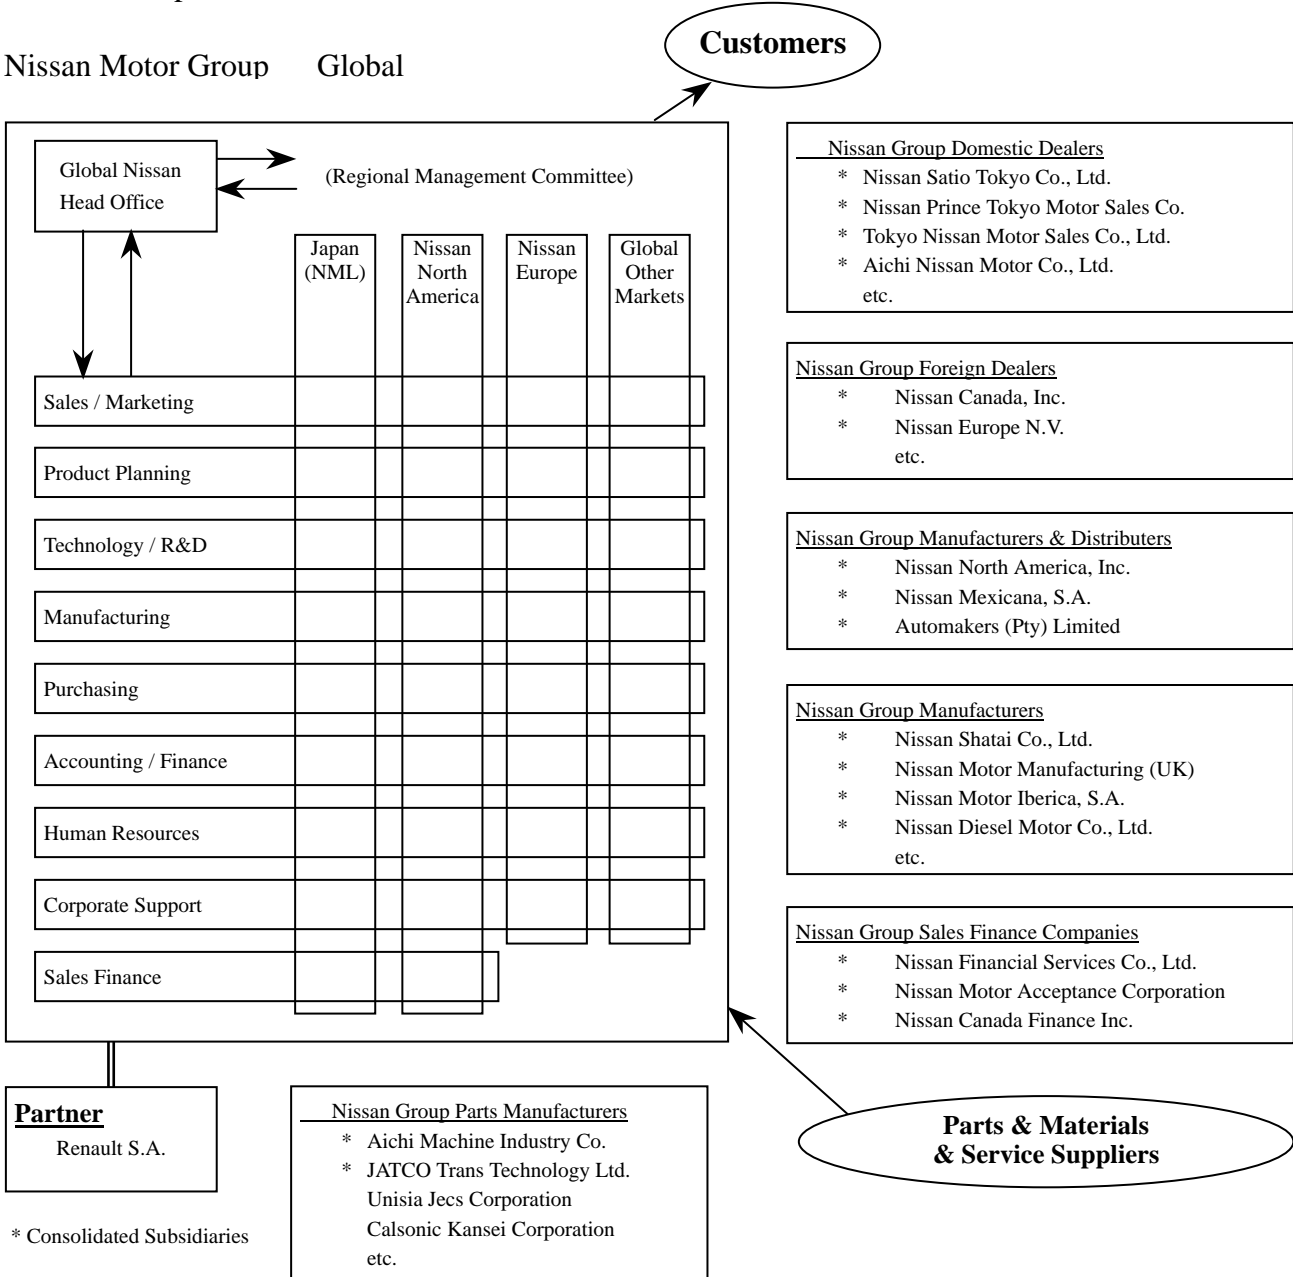 Customers
Nissan Motor Group Global
Global Nissan
Head Office
(Regional Management Committee)
Japan
(NML)
Nissan
North
America
Nissan
Europe
Global
Other
Markets
Sales / Marketing
Product Planning
Technology / R&D
Manufacturing
Purchasing
Accounting / Finance
Human Resources
Corporate Support
Sales Finance
Nissan Group Domestic Dealers
* Nissan Satio Tokyo Co., Ltd.
* Nissan Prince Tokyo Motor Sales Co.
* Tokyo Nissan Motor Sales Co., Ltd.
* Aichi Nissan Motor Co., Ltd.
etc.
Nissan Group Foreign Dealers
* Nissan Canada, Inc.
* Nissan Europe N.V.
etc.
Nissan Group Manufacturers & Distributers
* Nissan North America, Inc.
* Nissan Mexicana, S.A.
* Automakers (Pty) Limited
Nissan Group Manufacturers
* Nissan Shatai Co., Ltd.
* Nissan Motor Manufacturing (UK)
* Nissan Motor Iberica, S.A.
* Nissan Diesel Motor Co., Ltd.
etc.
Nissan Group Sales Finance Companies
* Nissan Financial Services Co., Ltd.
* Nissan Motor Acceptance Corporation
* Nissan Canada Finance Inc.
Partner
Renault S.A.
* Consolidated Subsidiaries
Nissan Group Parts Manufacturers
* Aichi Machine Industry Co.
* JATCO Trans Technology Ltd.
Unisia Jecs Corporation
Calsonic Kansei Corporation
etc.
Parts & Materials
& Service Suppliers